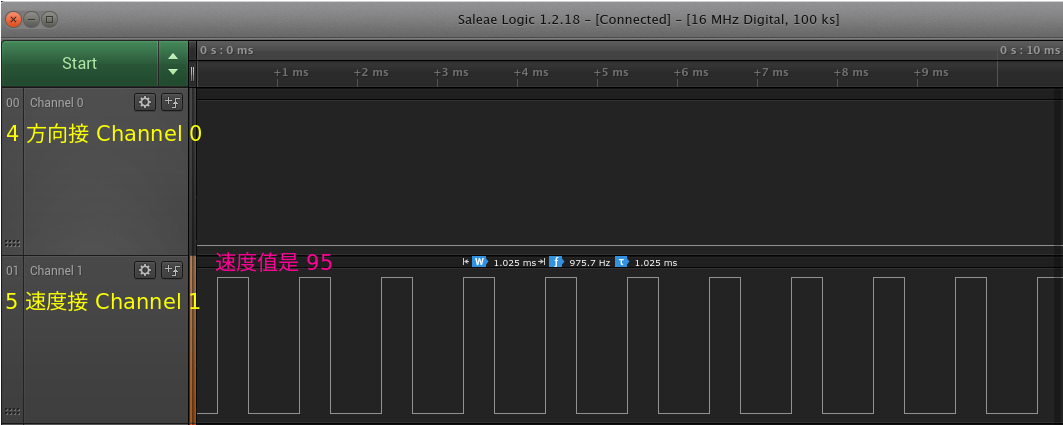 Saleae Logic 1.2.18 – [Connected] – [16 MHz Digital, 100 ks]
Start
0 s : 0 ms
0 s : 10 ms
+1 ms +2 ms +3 ms +4 ms +5 ms +6 ms +7 ms +8 ms +9 ms
00 Channel 0
4 方向接 Channel 0
01 Channel 1
速度值是 95
W 1.025 ms f 975.7 Hz τ 1.025 ms
5 速度接 Channel 1